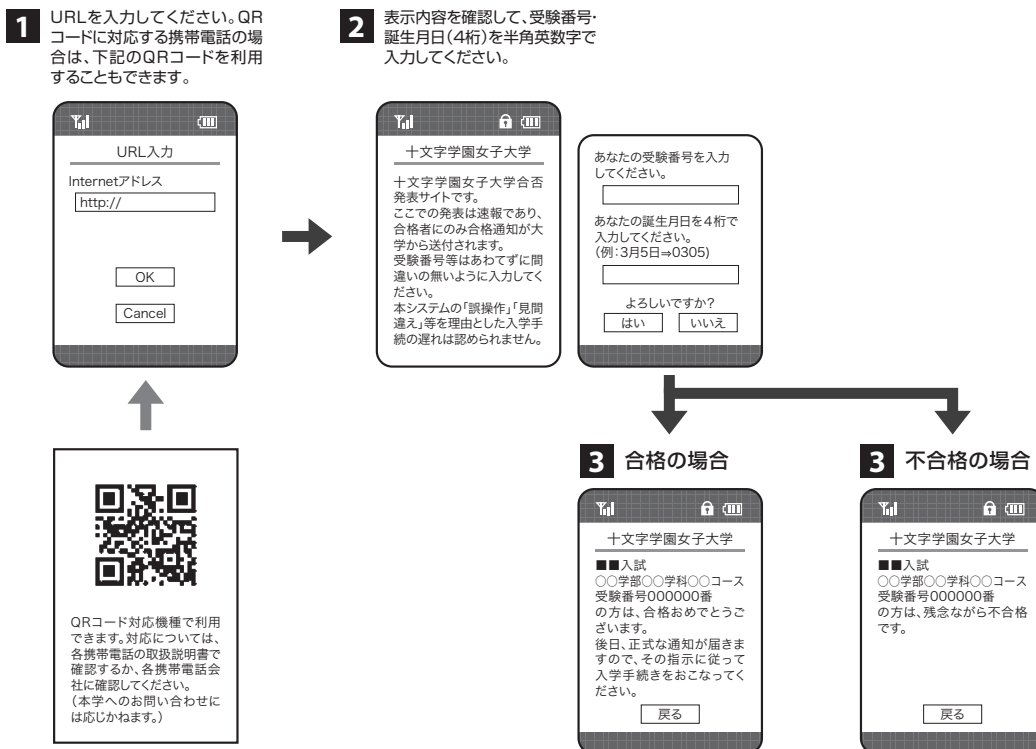 1
URLを入力してください。QR
コードに対応する携帯電話の場
合は、下記のQRコードを利用
することもできます。
URL入力
Internetアドレス
http://
OK
Cancel
QRコード対応機種で利用
できます。対応については、
各携帯電話の取扱説明書で
確認するか、各携帯電話会
社に確認してください。
（本学へのお問い合わせに
は応じかねます。）
2
表示内容を確認して、受験番号・
誕生月日（4桁）を半角英数字で
入力してください。
十文字学園女子大学
十文字学園女子大学合否
発表サイトです。
ここでの発表は速報であり、
合格者にのみ合格通知が大
学から送付されます。
受験番号等はあわてずに間
違いの無いように入力してく
ださい。
本システムの「誤操作」「見間
違え」等を理由とした入学手
続の遅れは認められません。
あなたの受験番号を入力
してください。
あなたの誕生月日を4桁で
入力してください。
（例：3月5日⇒0305）
よろしいですか?
はい
いいえ
3 合格の場合
十文字学園女子大学
■■入試
○○学部○○学科○○コース
受験番号000000番
の方は、合格おめでとうご
ざいます。
後日、正式な通知が届きま
すので、その指示に従って
入学手続きをおこなってく
ださい。
戻る
3 不合格の場合
十文字学園女子大学
■■入試
○○学部○○学科○○コース
受験番号000000番
の方は、残念ながら不合格
です。
戻る